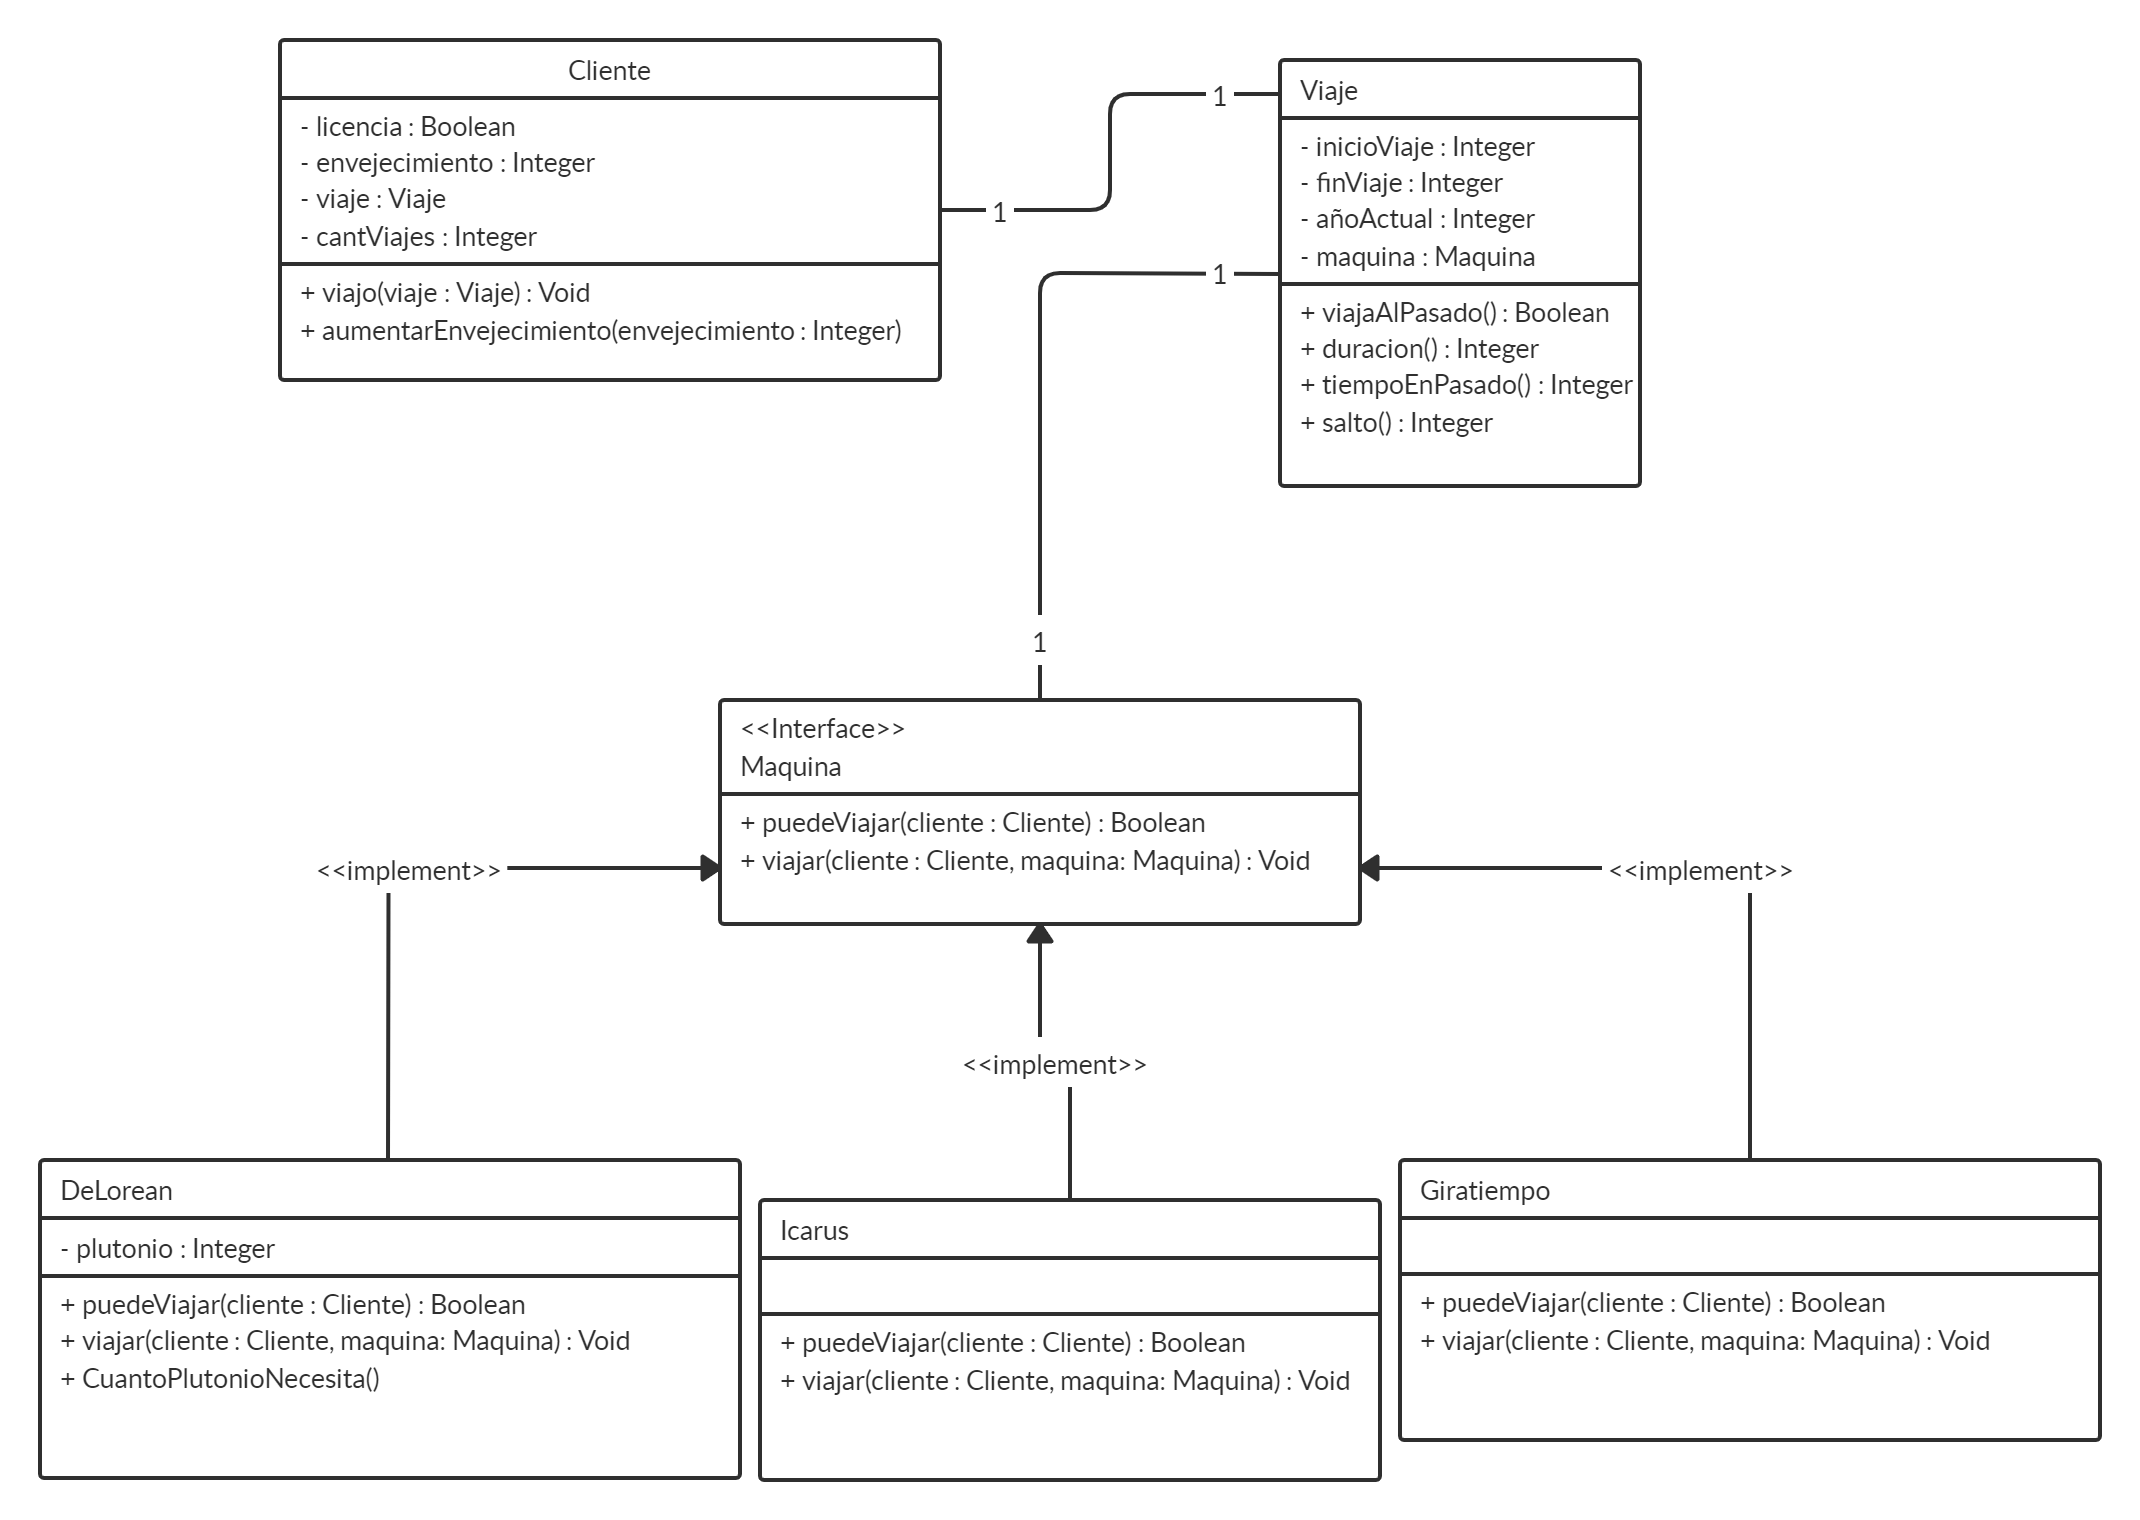 Cliente
- licencia : Boolean
- envejecimiento : Integer
- viaje : Viaje
- cantViajes : Integer
+ viajo(viaje : Viaje) : Void
+ aumentarEnvejecimiento(envejecimiento : Integer)
1
1
Viaje
- inicioViaje : Integer
- finViaje : Integer
- añoActual : Integer
- maquina : Maquina
+ viajaAlPasado() : Boolean
+ duracion() : Integer
+ tiempoEnPasado() : Integer
+ salto() : Integer
1
1
<<Interface>>
Maquina
+ puedeViajar(cliente : Cliente) : Boolean
+ viajar(cliente : Cliente, maquina: Maquina) : Void
<<implement>>
<<implement>>
<<implement>>
DeLorean
- plutonio : Integer
+ puedeViajar(cliente : Cliente) : Boolean
+ viajar(cliente : Cliente, maquina: Maquina) : Void
+ CuantoPlutonioNecesita()
Icarus
+ puedeViajar(cliente : Cliente) : Boolean
+ viajar(cliente : Cliente, maquina: Maquina) : Void
Giratiempo
+ puedeViajar(cliente : Cliente) : Boolean
+ viajar(cliente : Cliente, maquina: Maquina) : Void